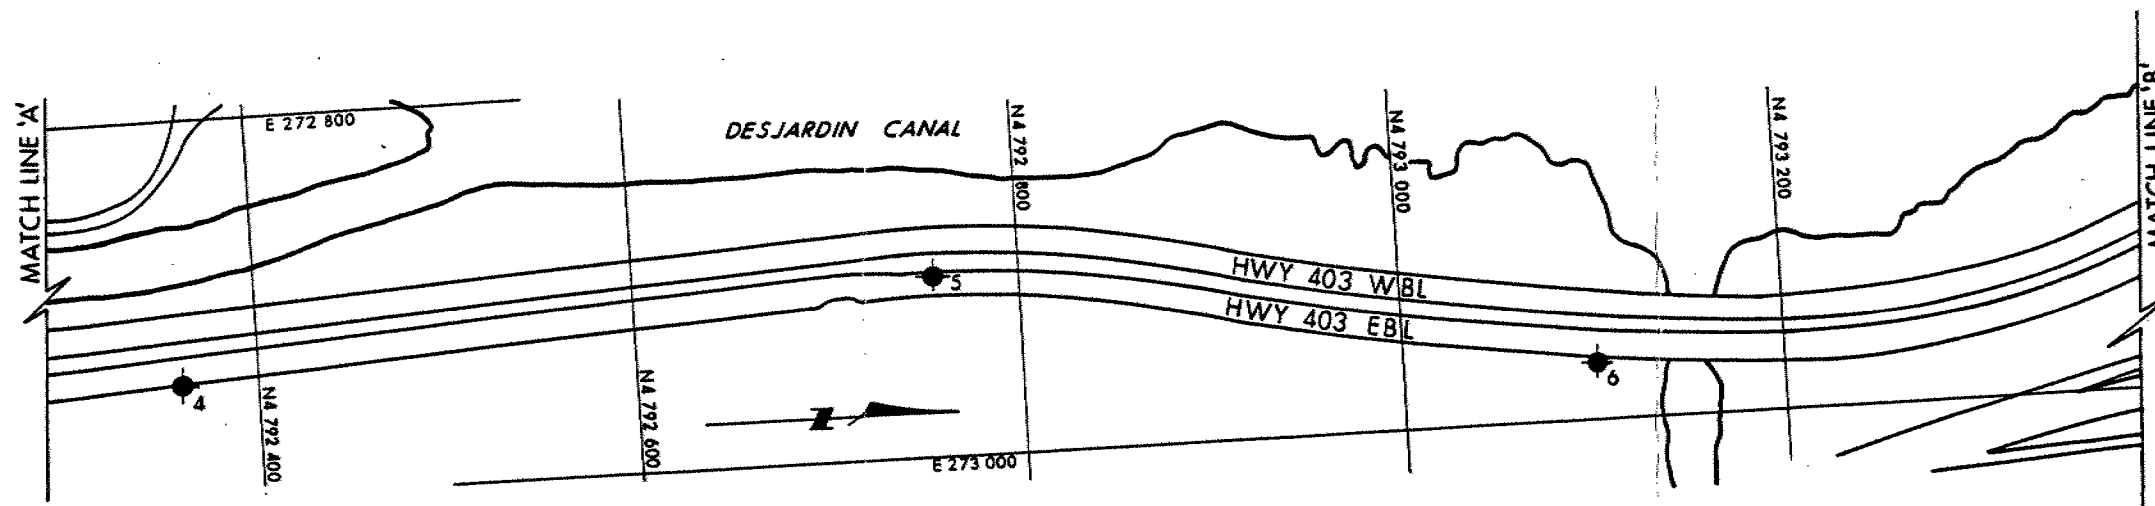 MATCH LINE 'A'
E 272 800
DESJARDIN CANAL
N4 792 800
N4 793 000
N4 793 200
MATCH LINE 'B'
HWY 403 WBL
HWY 403 EBL
4
5
6
N4 792 400
N4 792 600
N
E 273 000